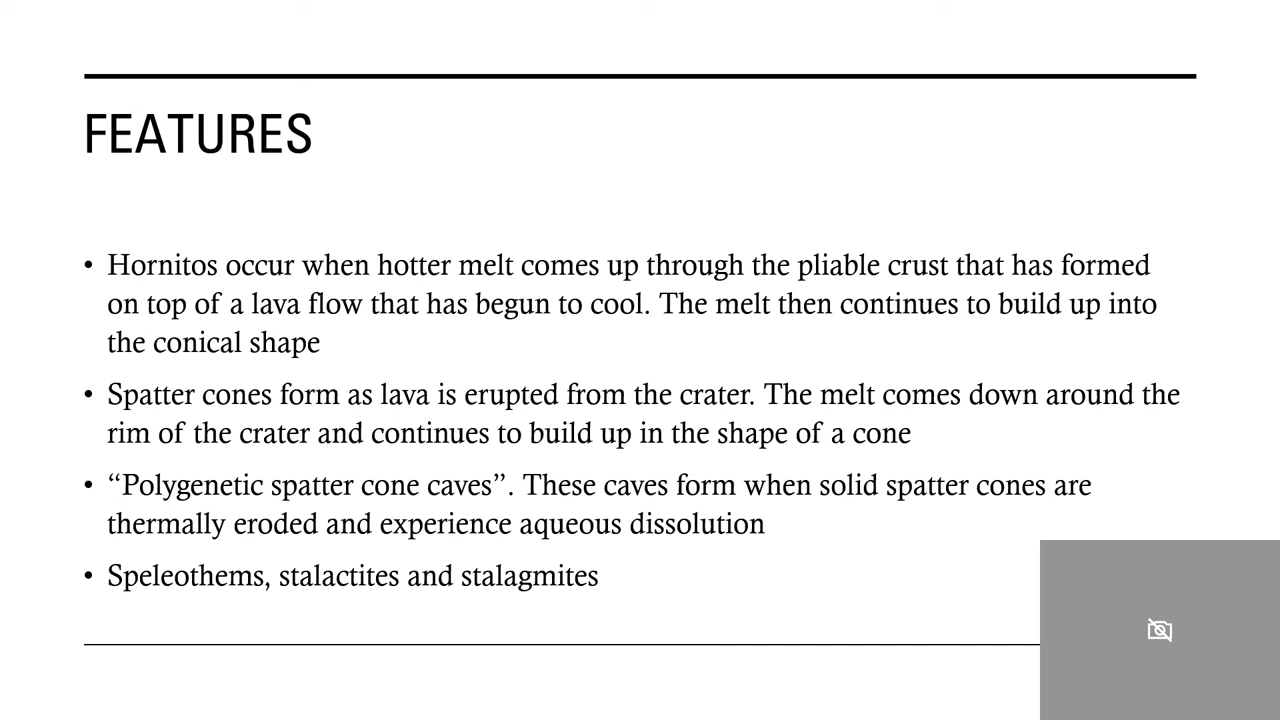 FEATURES
• Hornitos occur when hotter melt comes up through the pliable crust that has formed
on top of a lava flow that has begun to cool. The melt then continues to build up into
the conical shape
• Spatter cones form as lava is erupted from the crater. The melt comes down around the
rim of the crater and continues to build up in the shape of a cone
• “Polygenetic spatter cone caves”. These caves form when solid spatter cones are
thermally eroded and experience aqueous dissolution
• Speleothems, stalactites and stalagmites